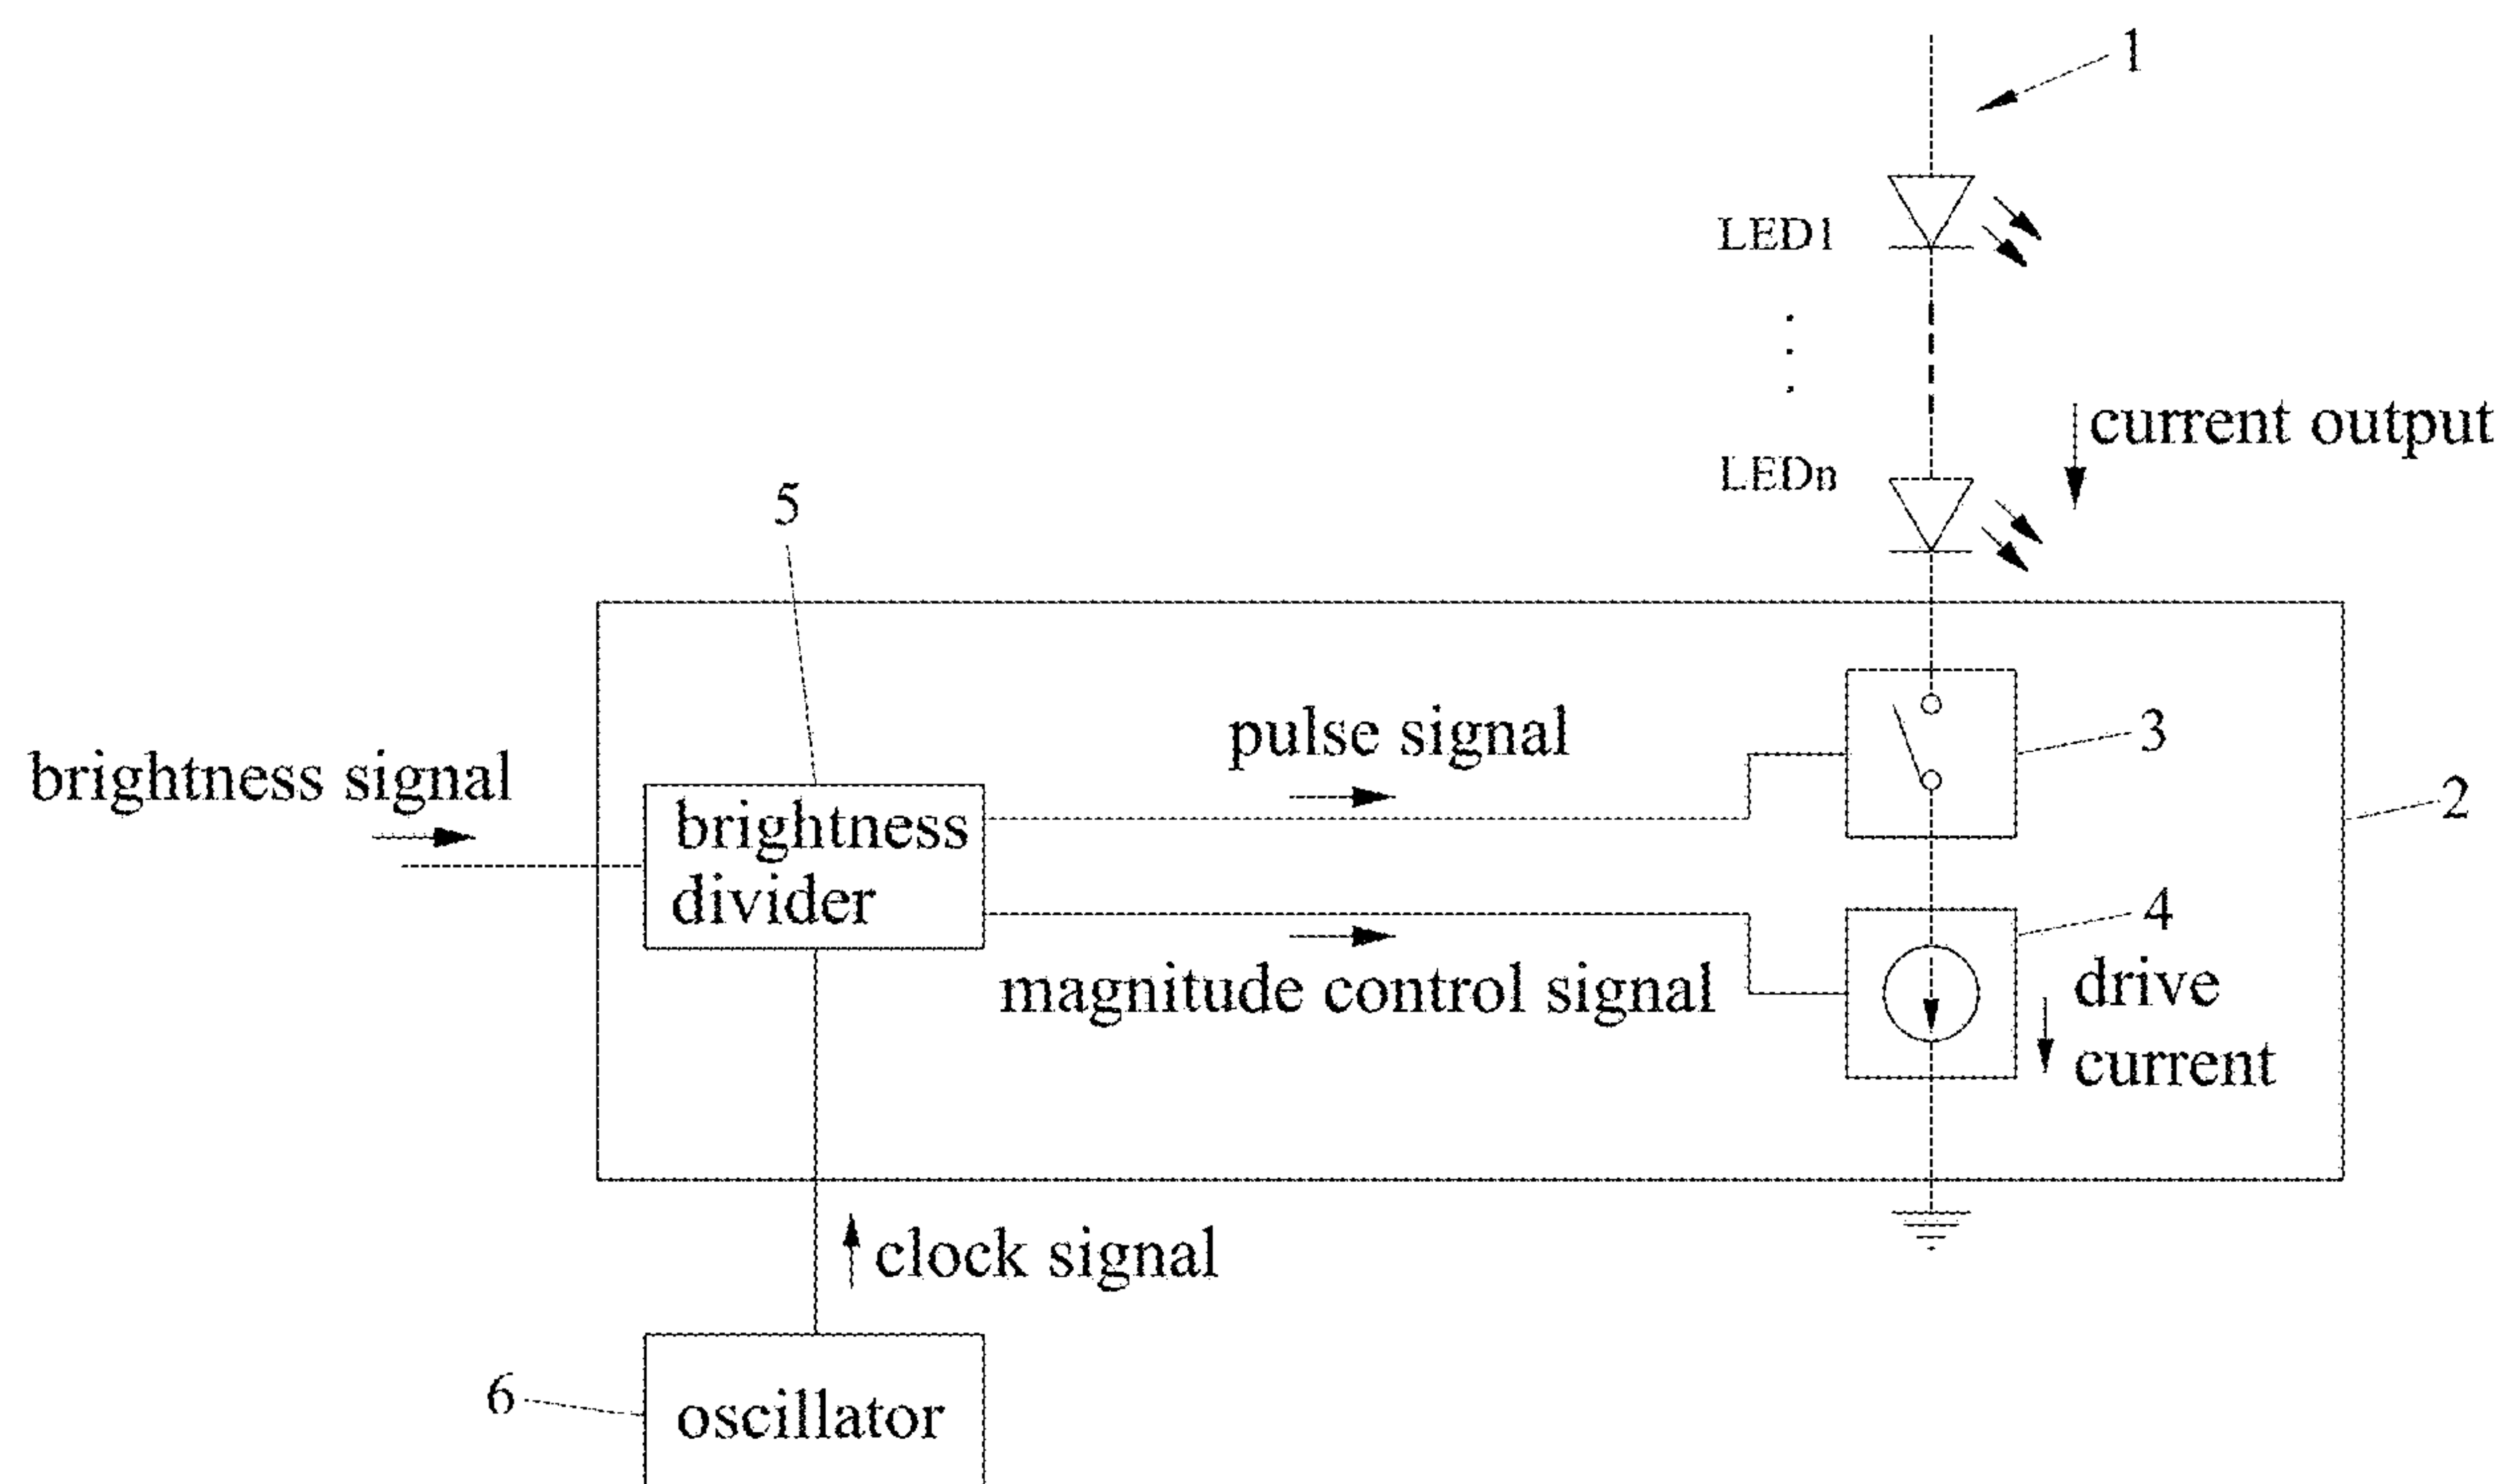 1
LED1
current output
LEDn
5
pulse signal
3
brightness signal
2
brightness
divider
4
drive
magnitude control signal
current
clock signal
6
oscillator